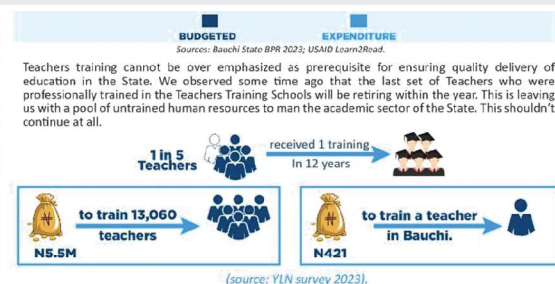 BUDGETED EXPENDITURE
Sources: Bauchi State BPR 2023; USAID Learn2Read.
Teachers training cannot be over emphasized as prerequisite for ensuring quality delivery of
education in the State. We observed some time ago that the last set of Teachers who were
professionally trained in the Teachers Training Schools will be retiring within the year. This is leaving
us with a pool of untrained human resources to man the academic sector of the State. This shouldn't
continue at all.
1 in 5
Teachers
received 1 training
In 12 years
₦
N5.5M
to train 13,060
teachers
₦
N421
to train a teacher
in Bauchi.
(source: YLN survey 2023).